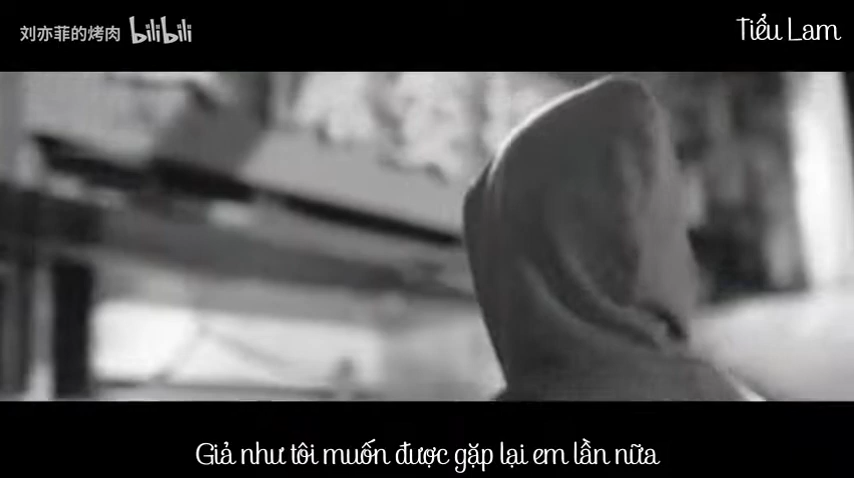 刘亦菲的烤肉 bilibili
Tiểu Lam
Giả như tôi muốn được gặp lại em lần nữa